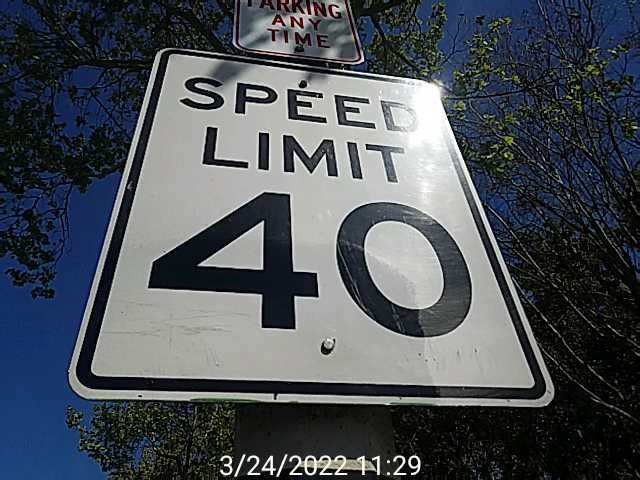 PARKING
ANY
TIME
SPEED
LIMIT
40
3/24/2022 11:29